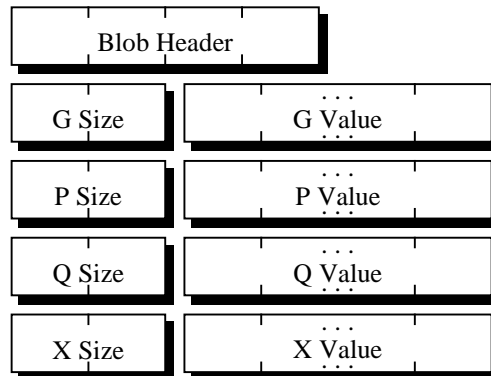 Blob Header
G Size
. . .
G Value
. . .
P Size
. . .
P Value
. . .
Q Size
. . .
Q Value
. . .
X Size
. . .
X Value
. . .